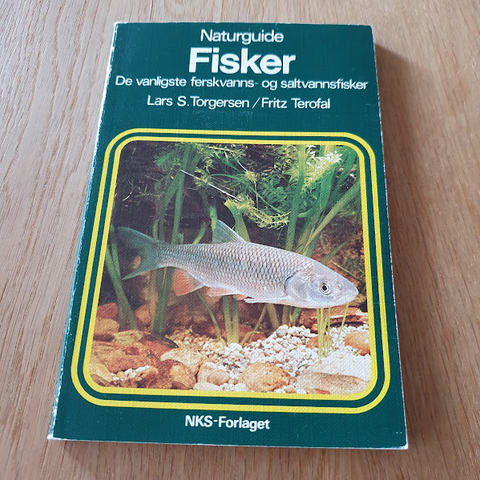 Naturguide
Fisker
De vanligste ferskvanns- og saltvannsfisker
Lars S. Torgersen / Fritz Terofal
NKS-Forlaget